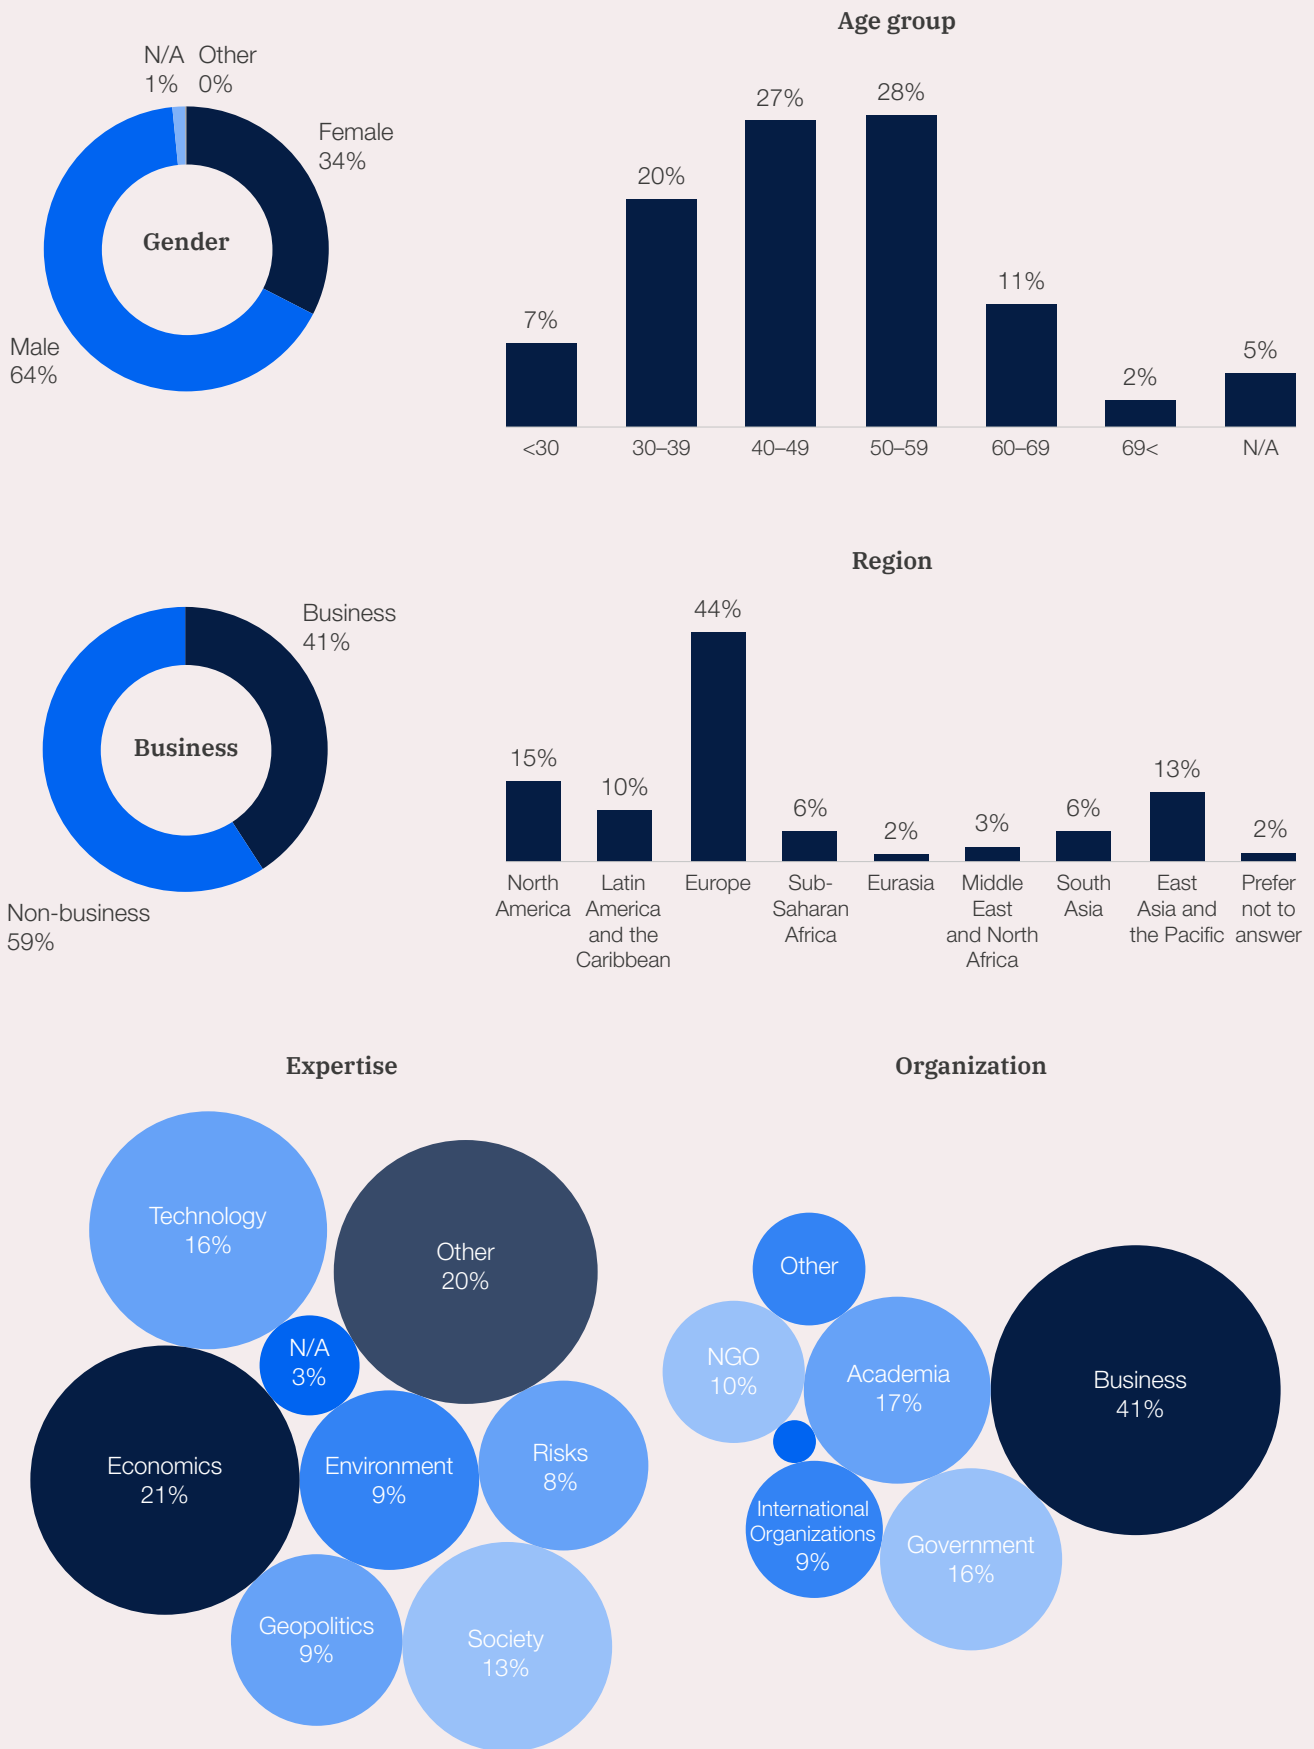 Age group
N/A Other
1% 0%
Female
34%
Gender
Male
64%
7%
20%
27%
28%
11%
2%
5%
<30
30–39
40–49
50–59
60–69
69<
N/A
Region
Business
41%
Business
Non-business
59%
15%
10%
44%
6%
2%
3%
6%
13%
2%
North
America
Latin
America
and the
Caribbean
Europe
Sub-
Saharan
Africa
Eurasia
Middle
East
and North
Africa
South
Asia
East
Asia and
the Pacific
Prefer
not to
answer
Expertise
Technology
16%
Other
20%
N/A
3%
Economics
21%
Environment
9%
Risks
8%
Geopolitics
9%
Society
13%
Organization
Other
NGO
10%
Academia
17%
Business
41%
International
Organizations
9%
Government
16%